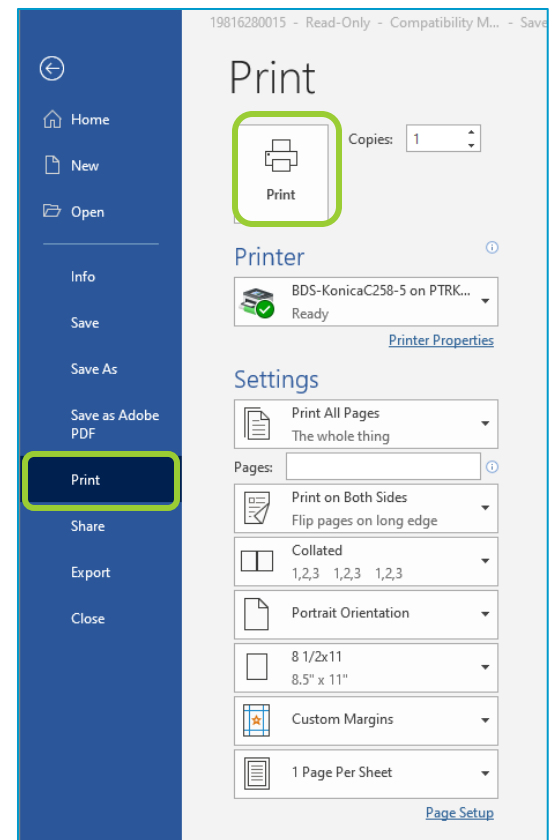 19816280015 - Read-Only - Compatibility M... - Save
Print
Home
New
Open
Info
Save
Save As
Save as Adobe
PDF
Print
Share
Export
Close
Print
Copies: 1
Printer
BDS-KonicaC258-5 on PTRK...
Ready
Printer Properties
Settings
Print All Pages
The whole thing
Pages:
Print on Both Sides
Flip pages on long edge
Collated
1,2,3 1,2,3 1,2,3
Portrait Orientation
8 1/2x11
8.5" x 11"
Custom Margins
1 Page Per Sheet
Page Setup